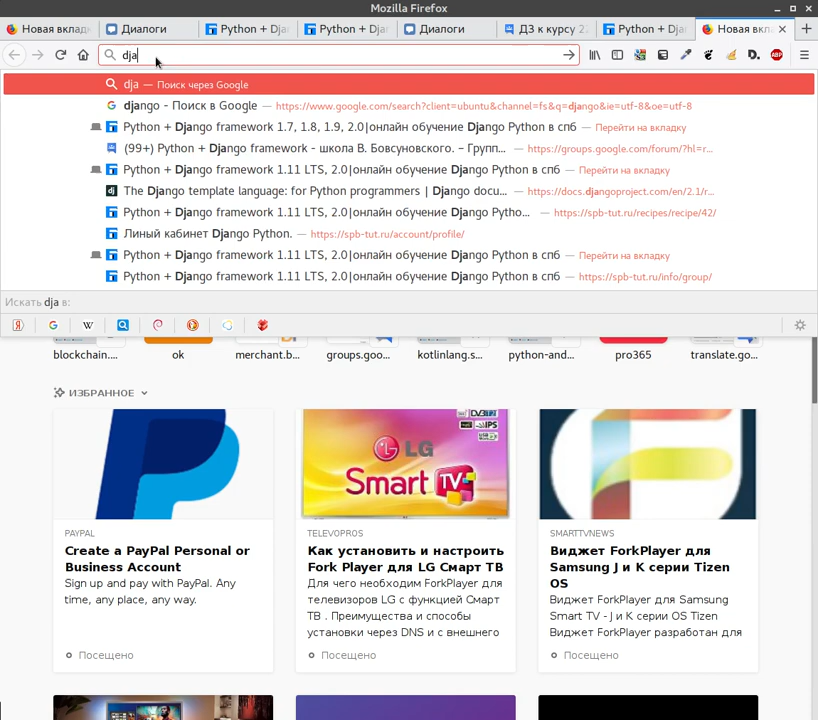 Mozilla Firefox
Новая вклад
Диалоги
Python + Dja
Python + Dja
Диалоги
ДЗ к курсу 22
Python + Dja
Новая вкл
dja
dja — Поиск через Google
django - Поиск в Google — https://www.google.com/search?client=ubuntu&channel=fs&q=django&ie=utf-8&oe=utf-8
Python + Django framework 1.7, 1.8, 1.9, 2.0|онлайн обучение Django Python в спб — Перейти на вкладку
(99+) Python + Django framework - школа В. Бовсуновского. – Групп... — https://groups.google.com/forum/?hl=r...
Python + Django framework 1.11 LTS, 2.0|онлайн обучение Django Python в спб — Перейти на вкладку
dj The Django template language: for Python programmers | Django docu... — https://docs.djangoproject.com/en/2.1/r...
Python + Django framework 1.11 LTS, 2.0|онлайн обучение Django Pytho... — https://spb-tut.ru/recipes/recipe/42/
Линый кабинет Django Python. — https://spb-tut.ru/account/profile/
Python + Django framework 1.11 LTS, 2.0|онлайн обучение Django Python в спб — Перейти на вкладку
Python + Django framework 1.11 LTS, 2.0|онлайн обучение Django Python в спб — https://spb-tut.ru/info/group/
Искать dja в:
blockchain....
ok
merchant.b...
groups.goo...
kotlinlang.s...
python-and...
pro365
translate.go...
ИЗБРАННОЕ
DVB
IPS
LG
Smart TV
PAYPAL
Create a PayPal Personal or
Business Account
Sign up and pay with PayPal. Any
time, any place, any way.
Посещено
TELEVOPROS
Как установить и настроить
Fork Player для LG Смарт ТВ
Для чего необходим ForkPlayer для
телевизоров LG с функцией Смарт
ТВ . Преимущества и способы
установки через DNS и с внешнего
Посещено
SMARTTVNEWS
Виджет ForkPlayer для
Samsung J и K серии Tizen
OS
Виджет ForkPlayer для Samsung
Smart TV - J и K серии OS Tizen
Виджет ForkPlayer разработан для
Посещено